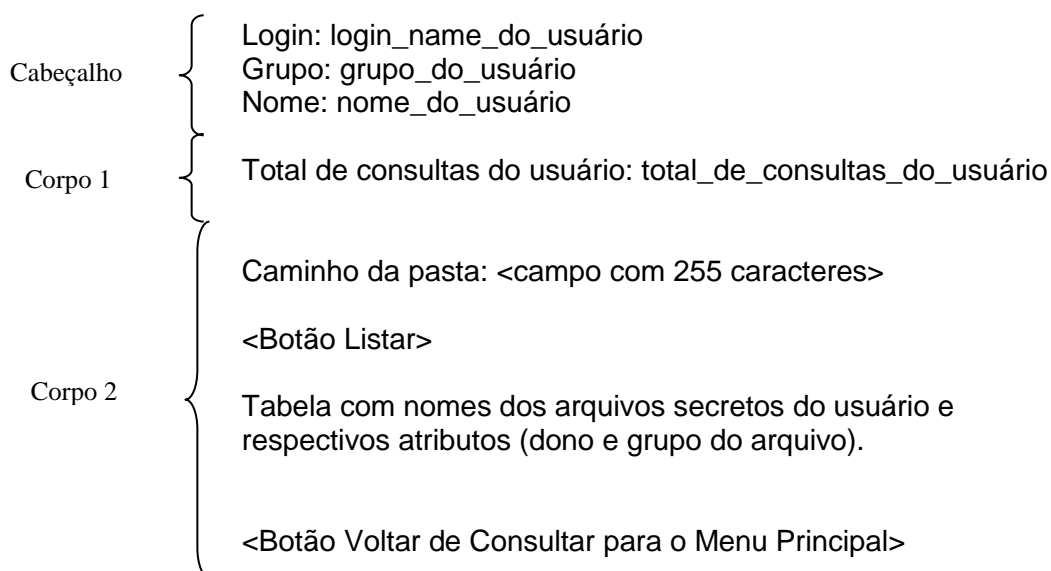 Cabeçalho
Login: login_name_do_usuário
Grupo: grupo_do_usuário
Nome: nome_do_usuário
Corpo 1
Total de consultas do usuário: total_de_consultas_do_usuário
Corpo 2
Caminho da pasta: <campo com 255 caracteres>
<Botão Listar>
Tabela com nomes dos arquivos secretos do usuário e
respectivos atributos (dono e grupo do arquivo).
<Botão Voltar de Consultar para o Menu Principal>